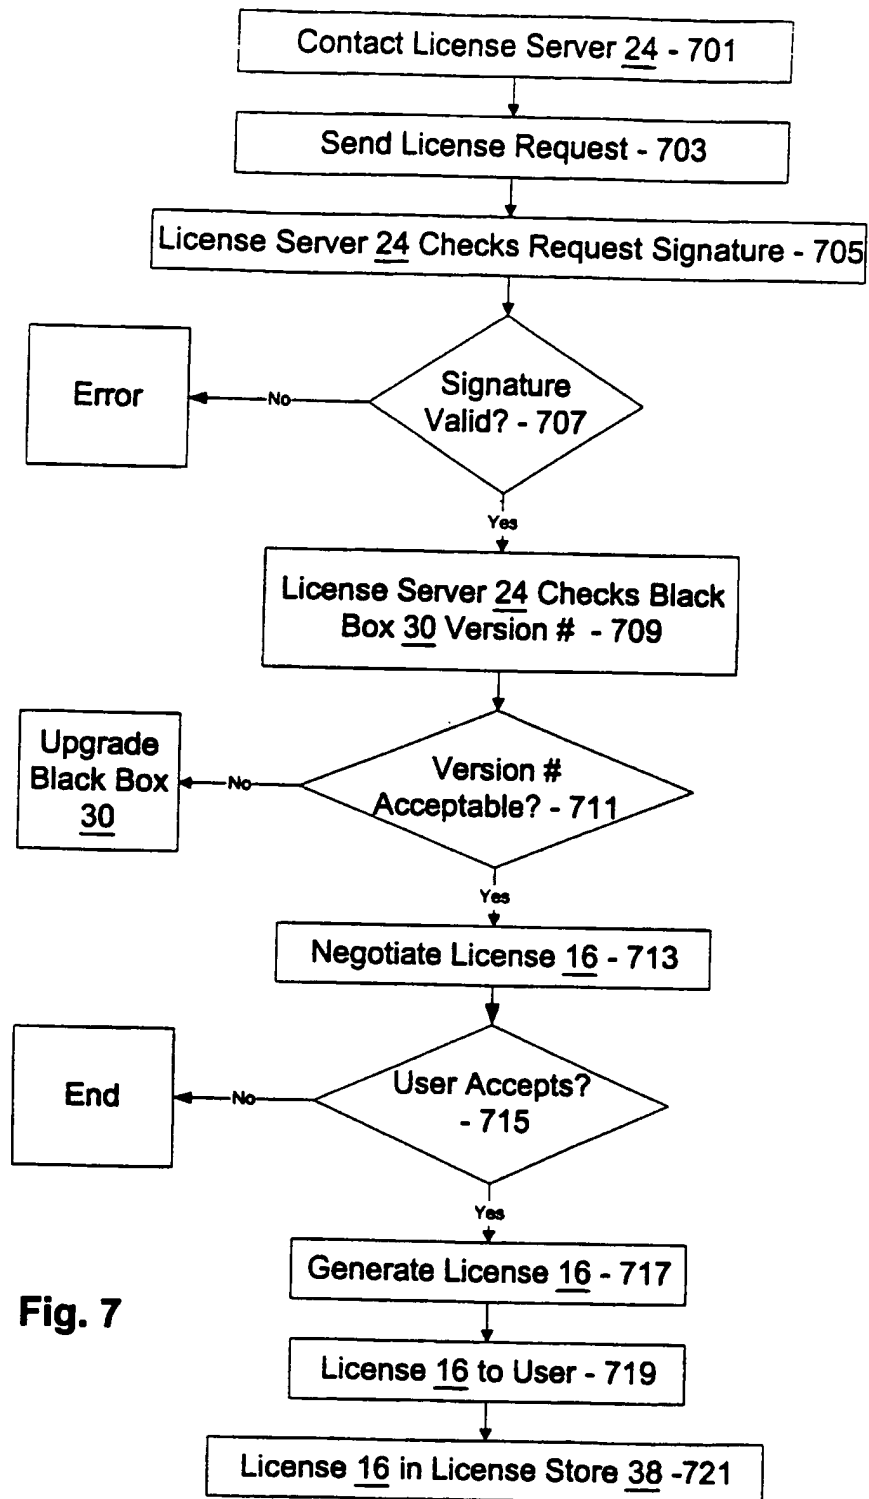 Contact License Server 24 - 701
Send License Request - 703
License Server 24 Checks Request Signature - 705
Signature
Valid? - 707
No
Error
Yes
License Server 24 Checks Black
Box 30 Version # - 709
Version #
Acceptable? - 711
No
Upgrade
Black Box
30
Yes
Negotiate License 16 - 713
User Accepts?
- 715
No
End
Yes
Generate License 16 - 717
License 16 to User - 719
License 16 in License Store 38 -721
Fig. 7